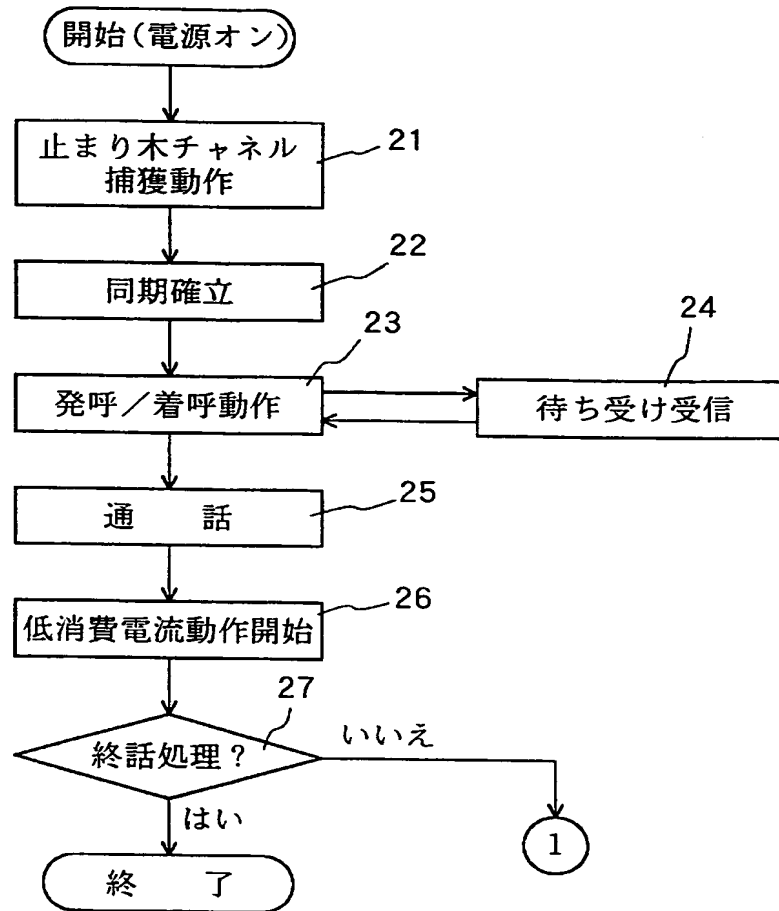 開始(電源オン)
止まり木チャネル
捕獲動作
21
同期確立
22
発呼/着呼動作
23
待ち受け受信
24
通 話
25
低消費電流動作開始
26
終話処理?
27
いいえ
はい
1
終 了